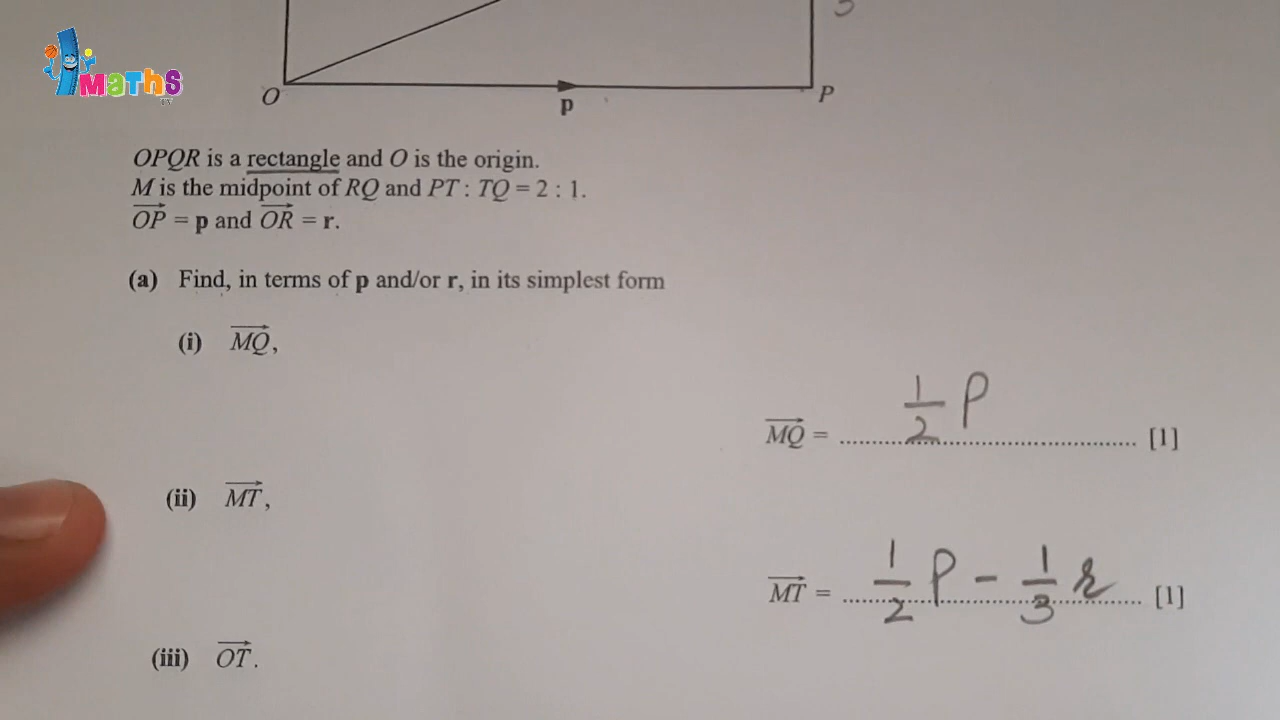 MATHS
O
p
P
OPQR is a rectangle and O is the origin.
M is the midpoint of RQ and PT : TQ = 2 : 1.
OP = p and OR = r.
(a) Find, in terms of p and/or r, in its simplest form
(i) MQ,
MQ = 1/2 p [1]
(ii) MT,
MT = 1/2 p - 1/3 r [1]
(iii) OT.